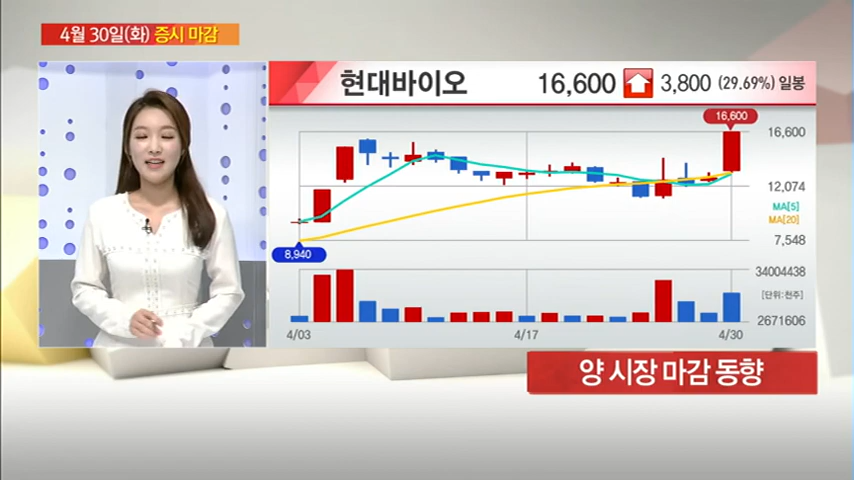 4월 30일(화) 증시 마감
현대바이오 16,600 3,800 (29.69%) 일봉
16,600
16,600
12,074
MA[5]
MA[20]
7,548
8,940
34004438
[단위:천주]
2671606
4/03 4/17 4/30
양 시장 마감 동향